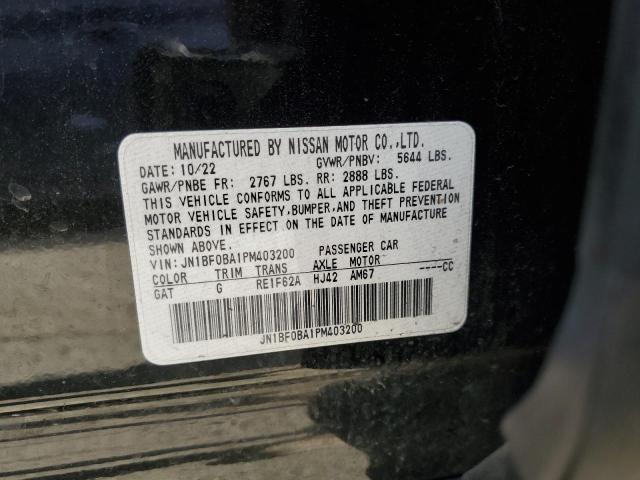 MANUFACTURED BY NISSAN MOTOR CO.,LTD.
DATE: 10/22 GVWR/PNBV: 5644 LBS.
GAWR/PNBE FR: 2767 LBS. RR: 2888 LBS.
THIS VEHICLE CONFORMS TO ALL APPLICABLE FEDERAL
MOTOR VEHICLE SAFETY, BUMPER, AND THEFT PREVENTION
STANDARDS IN EFFECT ON THE DATE OF MANUFACTURE
SHOWN ABOVE.
VIN: JN1BF0BA1PM403200 PASSENGER CAR
COLOR TRIM TRANS AXLE MOTOR
GAT G RE1F62A HJ42 AM67 ----CC
JN1BF0BA1PM403200